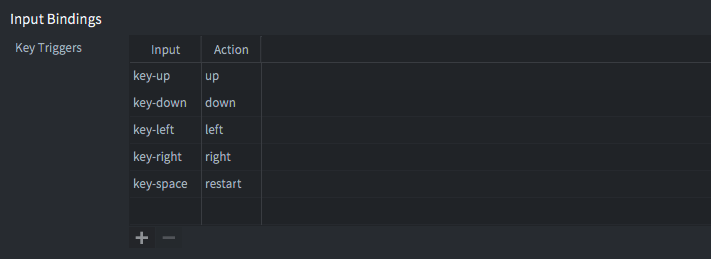 Input Bindings
Key Triggers
Input Action
key-up up
key-down down
key-left left
key-right right
key-space restart